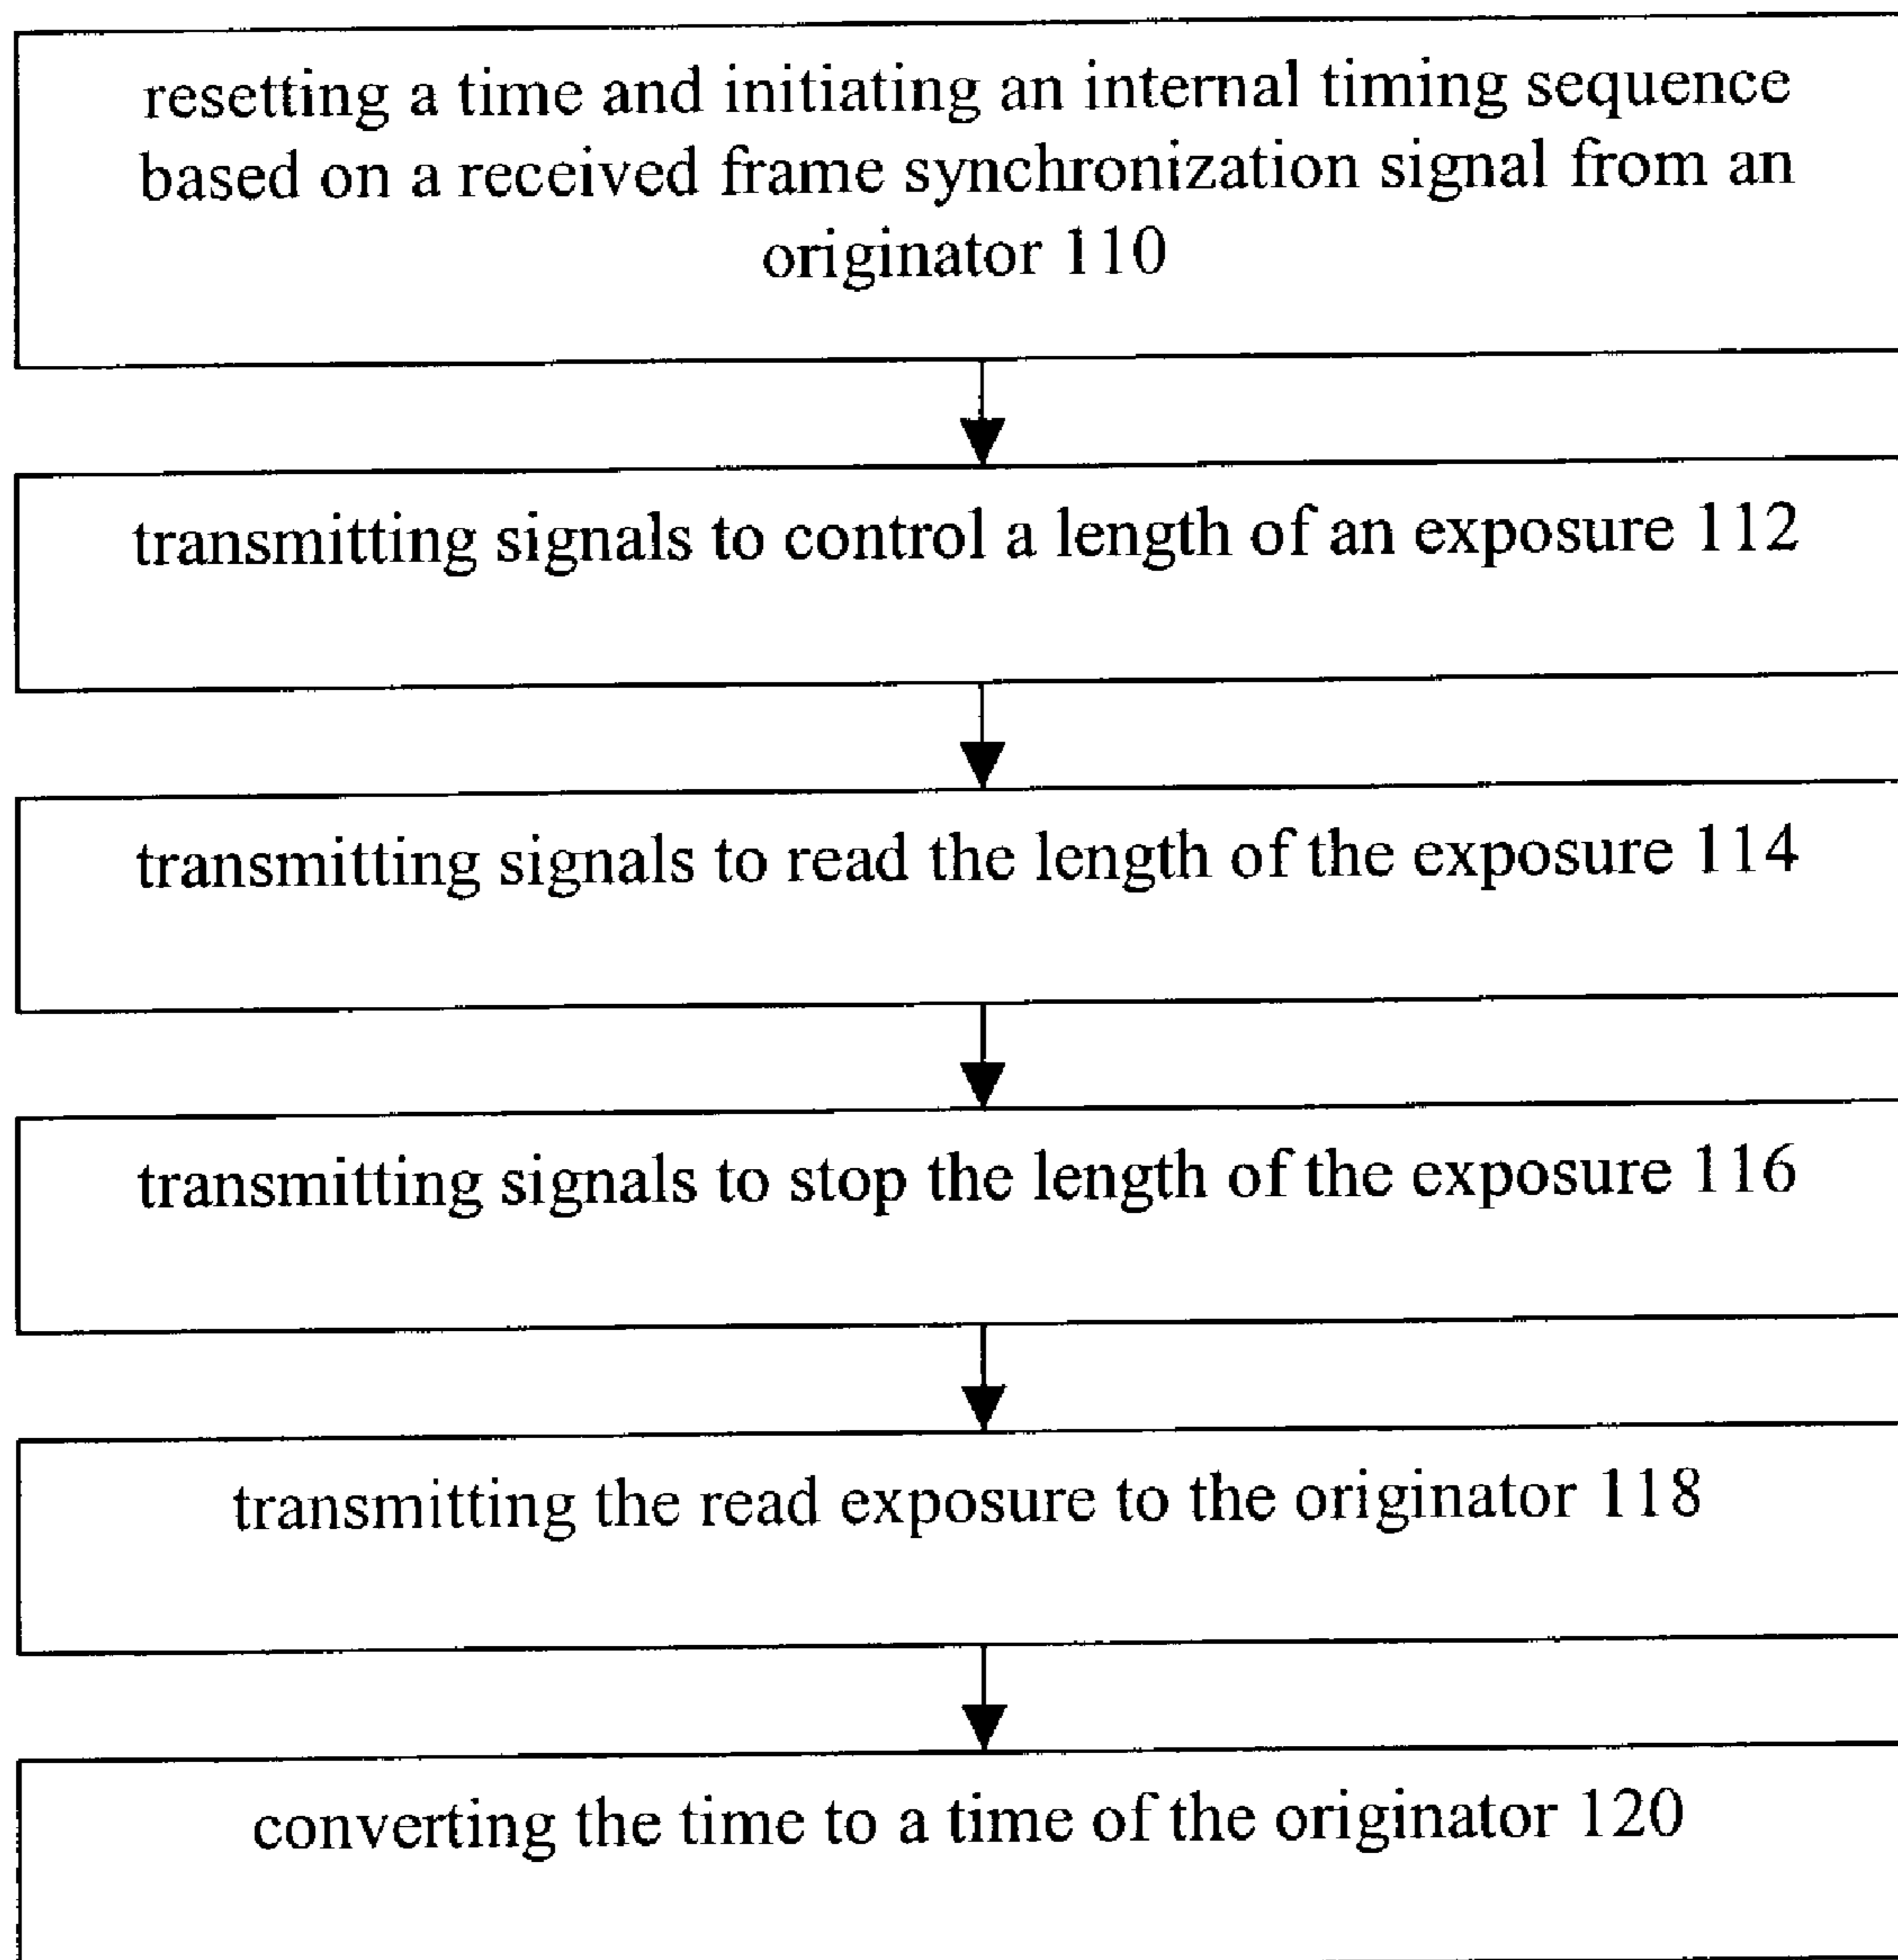 resetting a time and initiating an internal timing sequence
based on a received frame synchronization signal from an
originator 110
transmitting signals to control a length of an exposure 112
transmitting signals to read the length of the exposure 114
transmitting signals to stop the length of the exposure 116
transmitting the read exposure to the originator 118
converting the time to a time of the originator 120